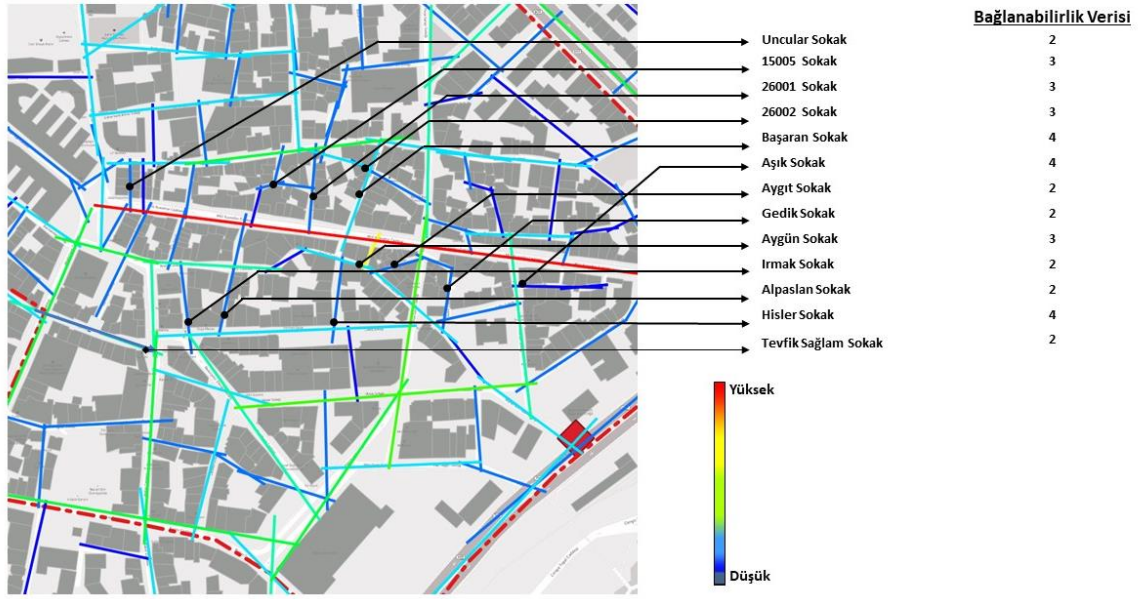 Bağlanabilirlik Verisi
Uncular Sokak 2
15005 Sokak 3
26001 Sokak 3
26002 Sokak 3
Başaran Sokak 4
Aşık Sokak 4
Aygıt Sokak 2
Gedik Sokak 2
Aygün Sokak 3
Irmak Sokak 2
Alpaslan Sokak 2
Hisler Sokak 4
Tevfik Sağlam Sokak 2
Yüksek
Düşük